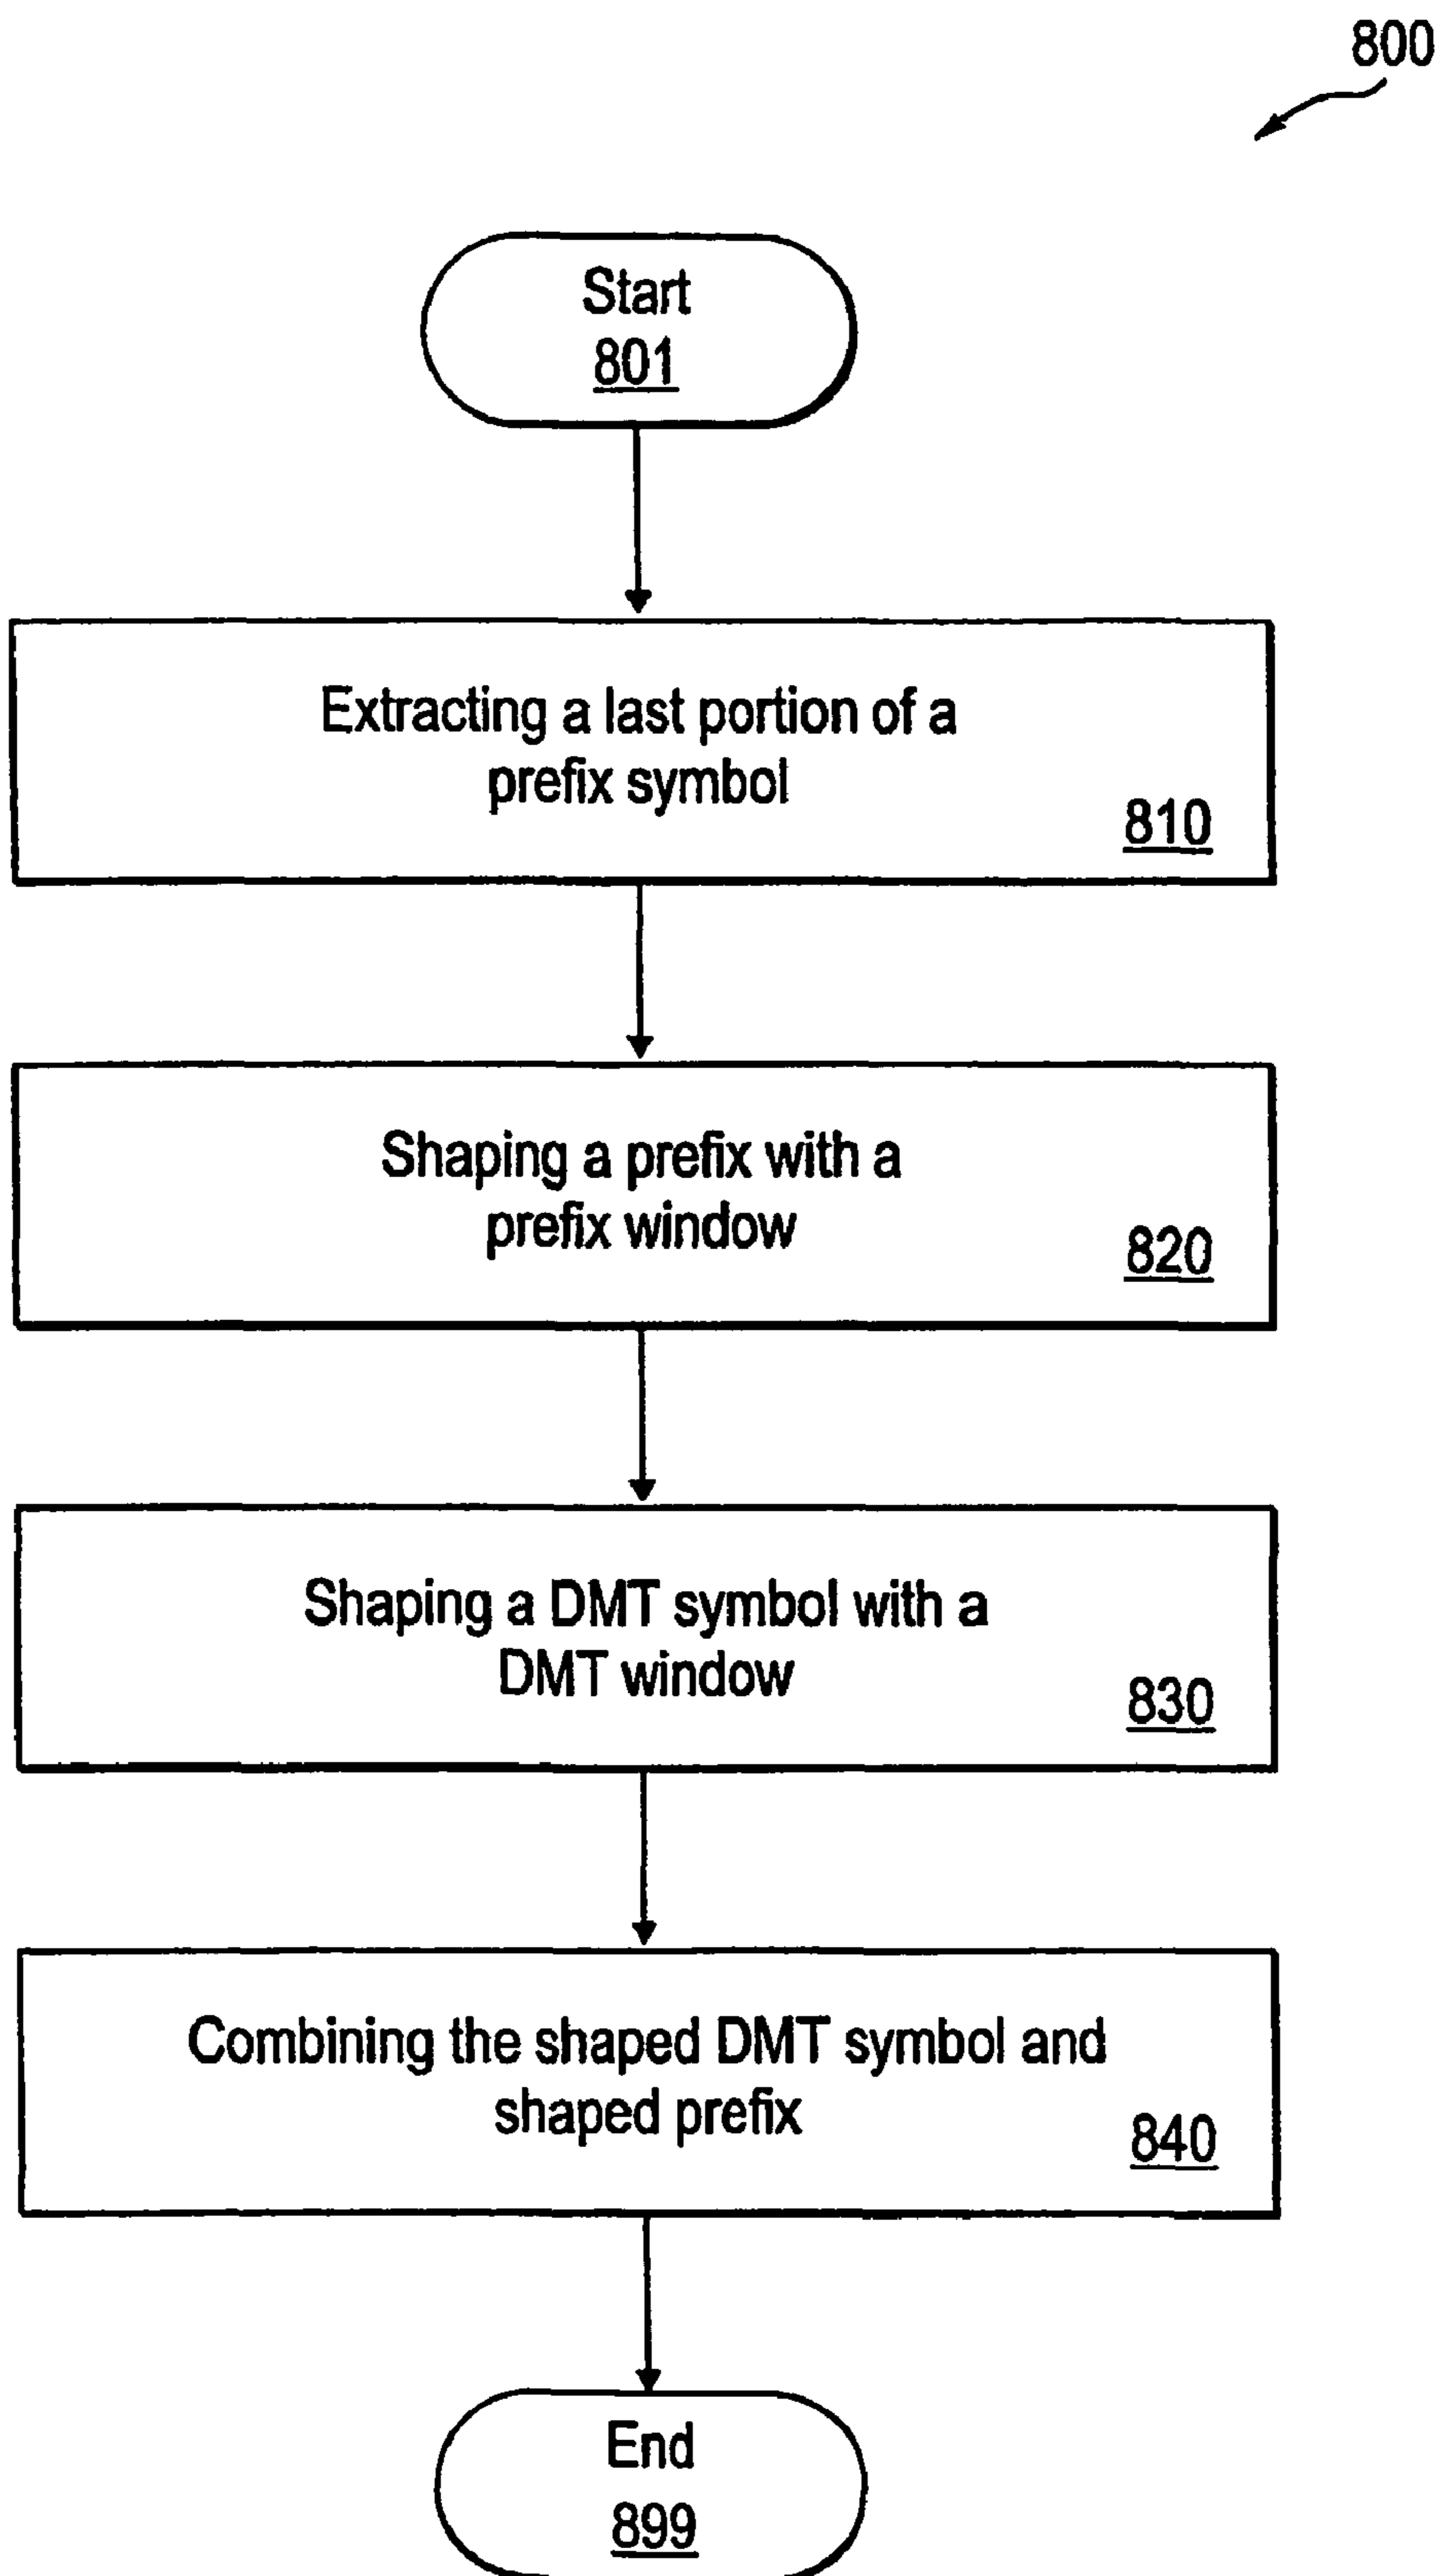 800
Start
801
Extracting a last portion of a
prefix symbol
810
Shaping a prefix with a
prefix window
820
Shaping a DMT symbol with a
DMT window
830
Combining the shaped DMT symbol and
shaped prefix
840
End
899